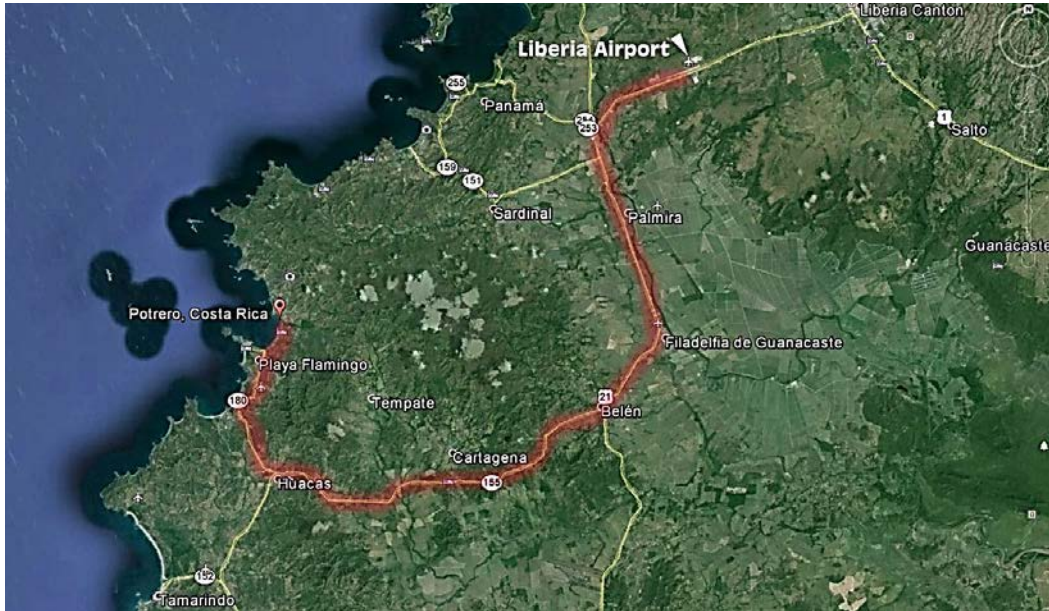 Liberia Canton
Liberia Airport
255
Panamá
253
1
Salto
159
151
Sardinal
Palmira
Guanacaste
Potrero, Costa Rica
Filadelfia de Guanacaste
Playa Flamingo
180
Tempate
21
Belén
Cartagena
Huacas
155
152
Tamarindo